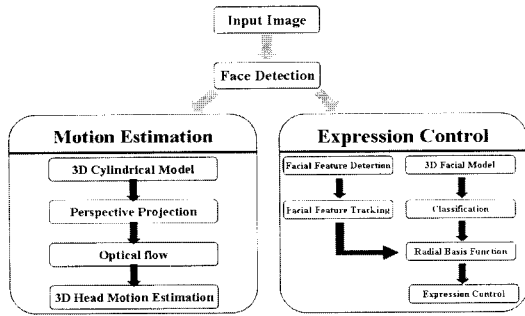 Input Image
Face Detection
Motion Estimation
3D Cylindrical Model
Perspective Projection
Optical flow
3D Head Motion Estimation
Expression Control
Facial Feature Detection
3D Facial Model
Facial Feature Tracking
Classification
Radial Basis Function
Expression Control